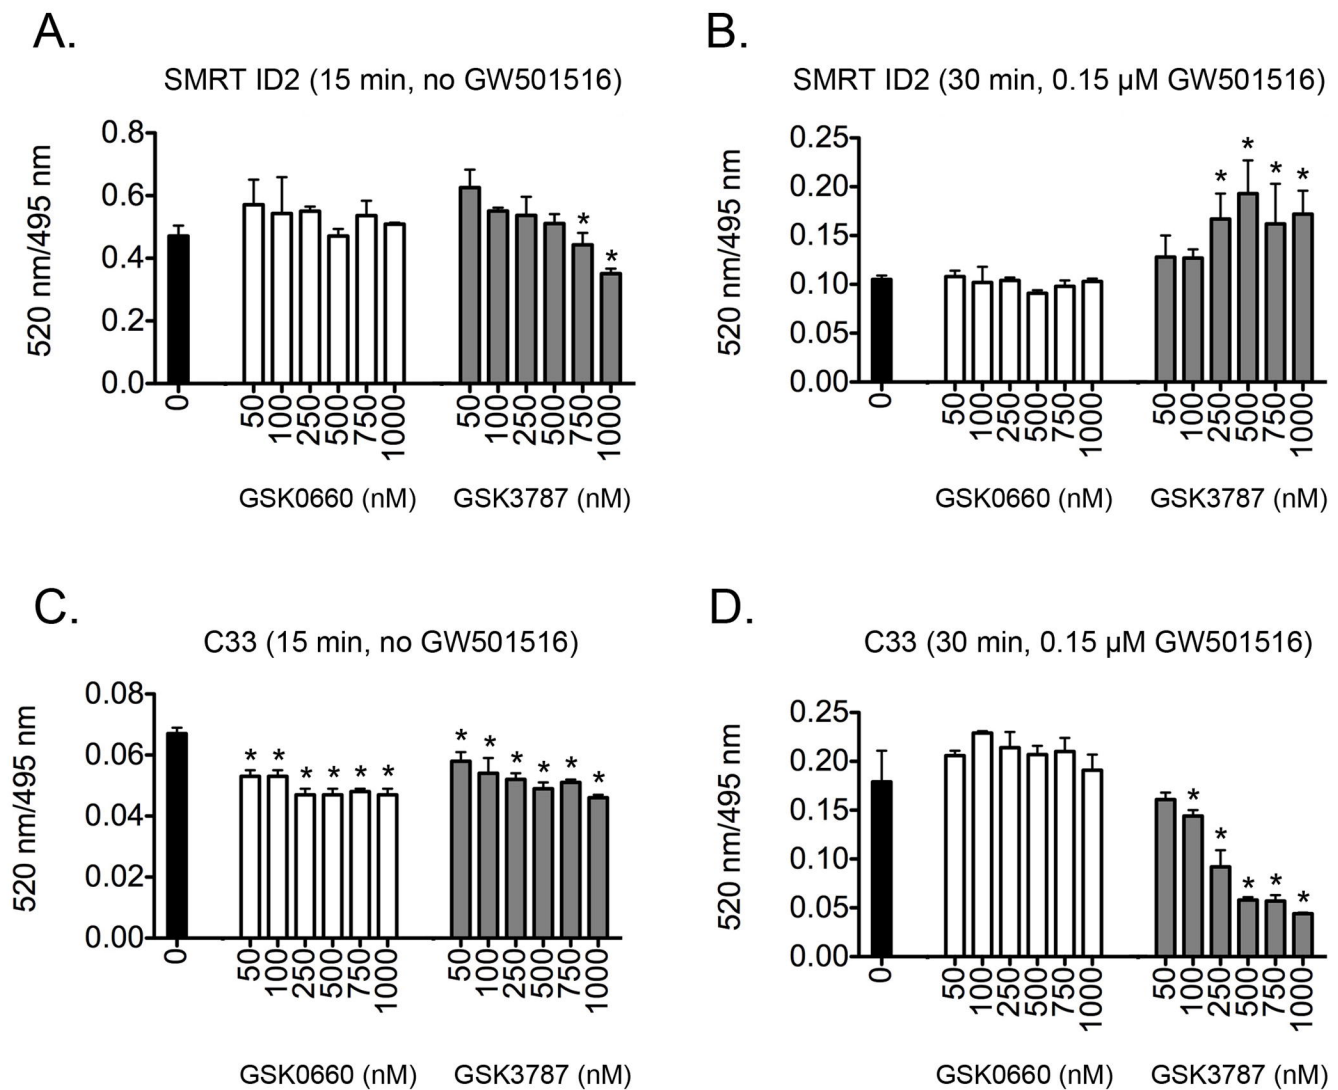 A.
SMRT ID2 (15 min, no GW501516)
520 nm/495 nm
0.8
0.6
0.4
0.2
0.0
* *
0 50 100 250 500 750 1000 50 100 250 500 750 1000
GSK0660 (nM) GSK3787 (nM)
B.
SMRT ID2 (30 min, 0.15 µM GW501516)
520 nm/495 nm
0.25
0.20
0.15
0.10
0.05
0.00
* * * *
0 50 100 250 500 750 1000 50 100 250 500 750 1000
GSK0660 (nM) GSK3787 (nM)
C.
C33 (15 min, no GW501516)
520 nm/495 nm
0.08
0.06
0.04
0.02
0.00
* * * * * * * * * * * *
0 50 100 250 500 750 1000 50 100 250 500 750 1000
GSK0660 (nM) GSK3787 (nM)
D.
C33 (30 min, 0.15 µM GW501516)
520 nm/495 nm
0.25
0.20
0.15
0.10
0.05
0.00
* * * * *
0 50 100 250 500 750 1000 50 100 250 500 750 1000
GSK0660 (nM) GSK3787 (nM)